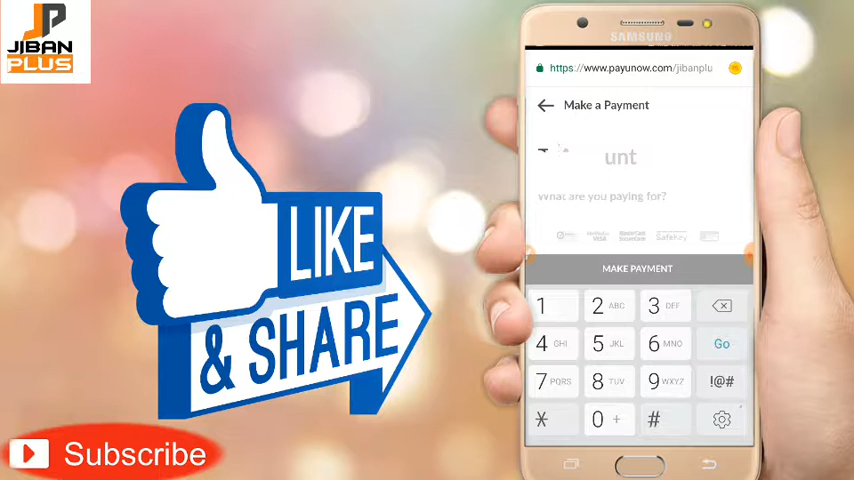 JP
JIBAN
PLUS
LIKE
& SHARE
Subscribe
SAMSUNG
https://www.payunow.com/jibanplu
Make a Payment
unt
What are you paying for?
VISA
SafeKey
MAKE PAYMENT
1
2 ABC
3 DEF
4 GHI
5 JKL
6 MNO
Go
7 PQRS
8 TUV
9 WXYZ
!@#
*
0 +
#